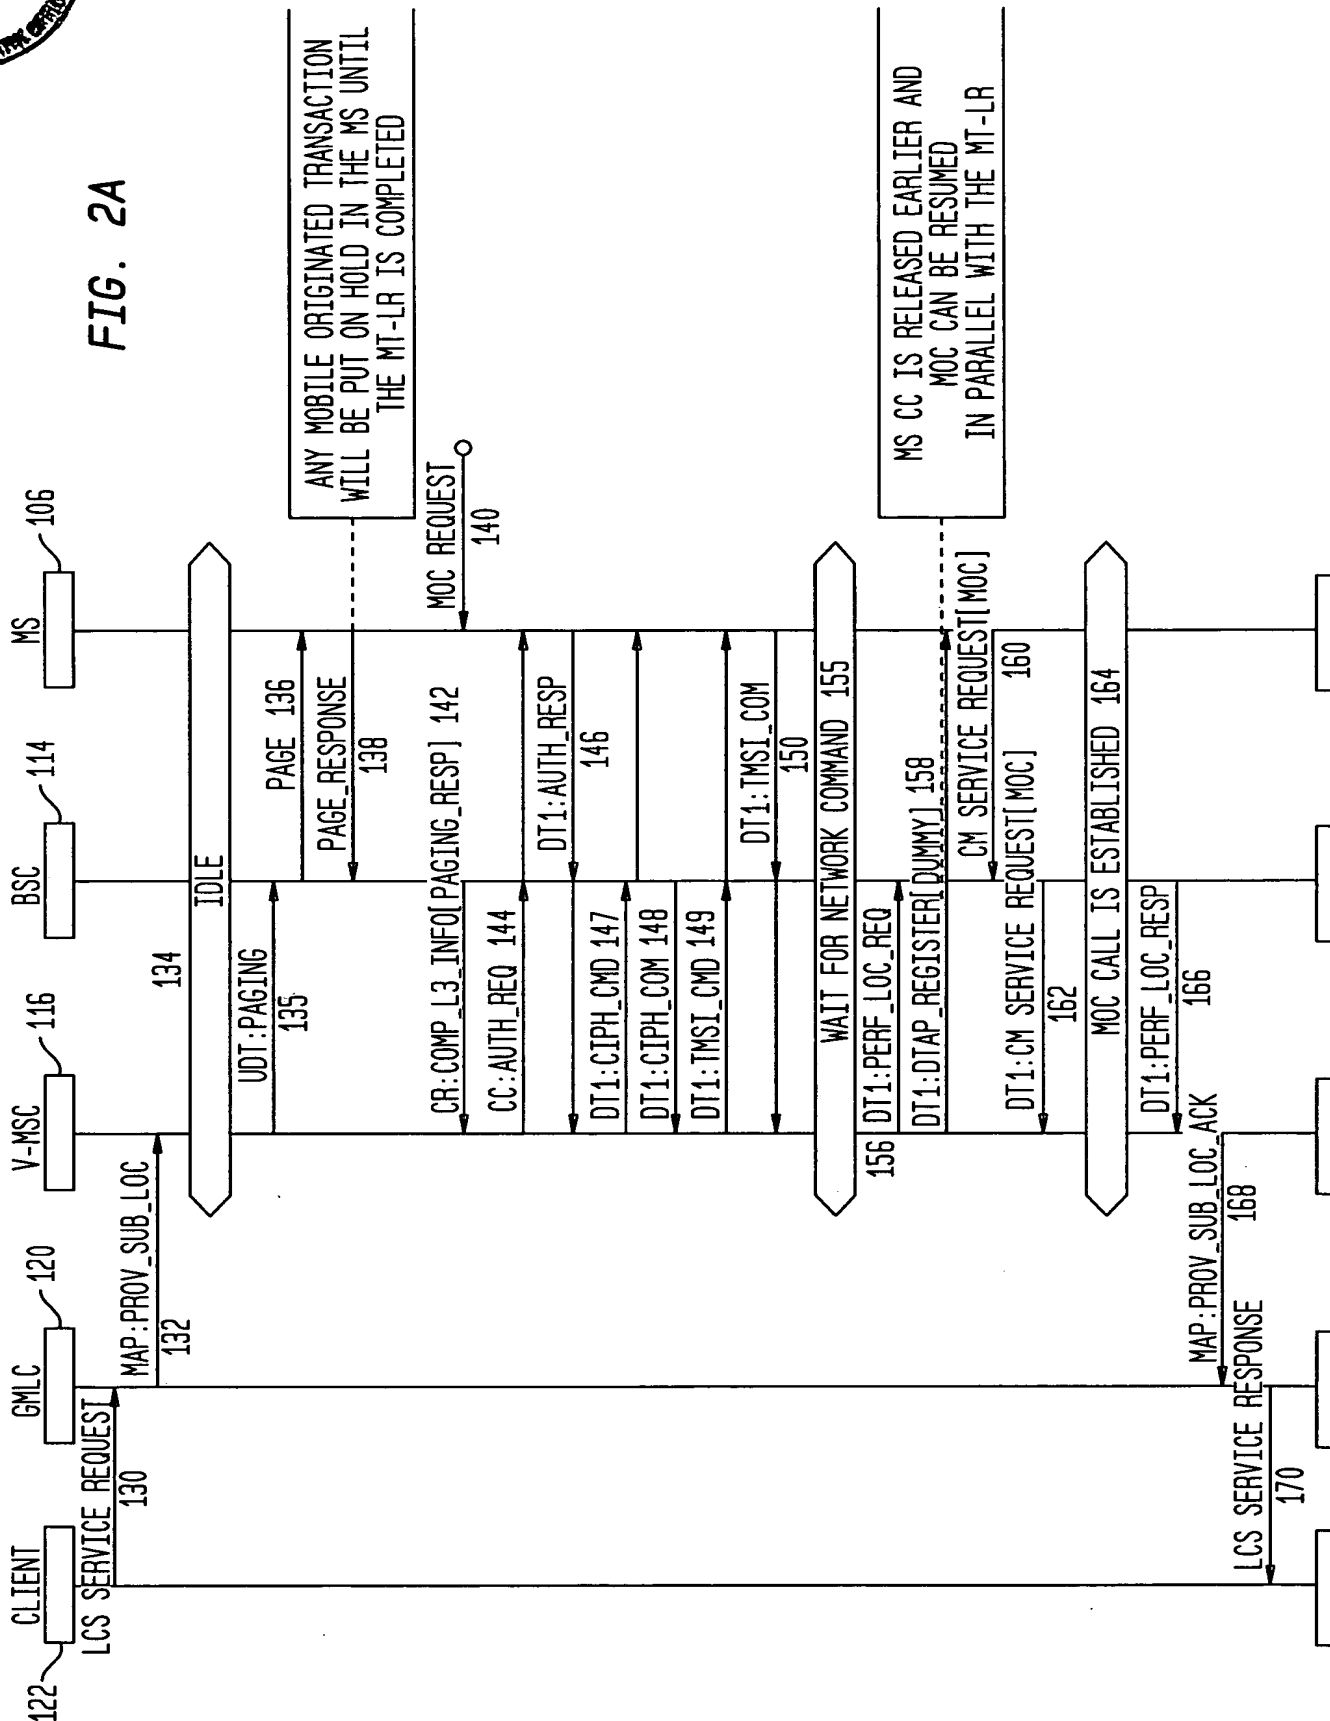 FIG. 2A
CLIENT
122
GMLC
120
V-MSC
116
BSC
114
MS
106
LCS SERVICE REQUEST
130
MAP:PROV_SUB_LOC
132
134
IDLE
UDT:PAGING
135
PAGE 136
PAGE_RESPONSE
138
ANY MOBILE ORIGINATED TRANSACTION
WILL BE PUT ON HOLD IN THE MS UNTIL
THE MT-LR IS COMPLETED
MOC REQUEST
140
CR:COMP_L3_INFO[PAGING_RESP] 142
CC:AUTH_REQ 144
DT1:AUTH_RESP
146
DT1:CIPH_CMD 147
DT1:CIPH_COM 148
DT1:TMSI_CMD 149
DT1:TMSI_COM
150
WAIT FOR NETWORK COMMAND 155
156 DT1:PERF_LOC_REQ
DT1:DTAP_REGISTER[DUMMY] 158
MS CC IS RELEASED EARLIER AND
MOC CAN BE RESUMED
IN PARALLEL WITH THE MT-LR
CM SERVICE REQUEST[MOC]
160
DT1:CM SERVICE REQUEST[MOC]
162
MOC CALL IS ESTABLISHED 164
DT1:PERF_LOC_RESP
166
MAP:PROV_SUB_LOC_ACK
168
LCS SERVICE RESPONSE
170